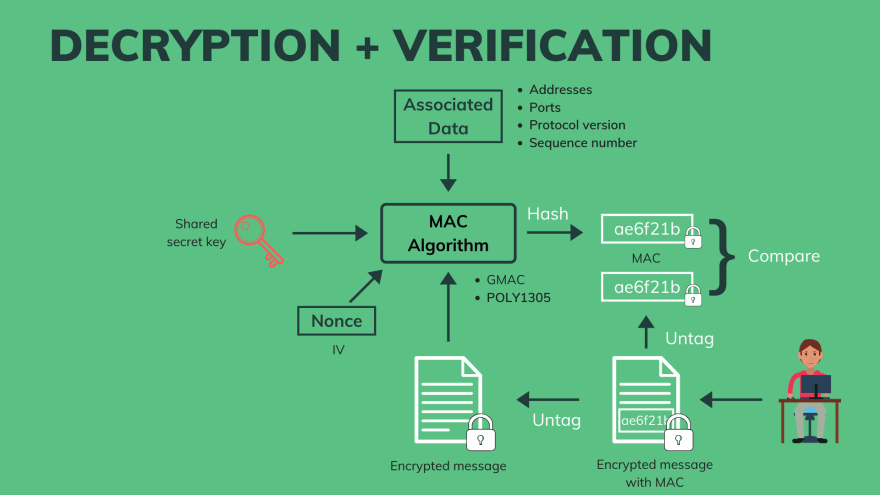 DECRYPTION + VERIFICATION
Associated
Data
Addresses
Ports
Protocol version
Sequence number
Shared
secret key
MAC
Algorithm
Hash
ae6f21b
MAC
ae6f21b
Compare
GMAC
POLY1305
Nonce
IV
Untag
Untag
ae6f21b
Encrypted message
Encrypted message
with MAC